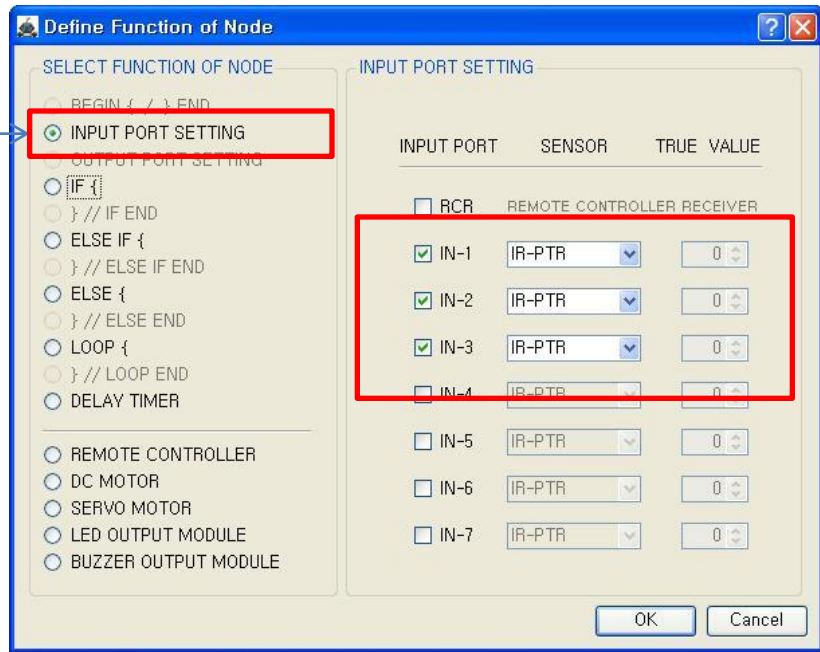 Define Function of Node
SELECT FUNCTION OF NODE
BEGIN { / } END
INPUT PORT SETTING
OUTPUT PORT SETTING
IF {
} // IF END
ELSE IF {
} // ELSE IF END
ELSE {
} // ELSE END
LOOP {
} // LOOP END
DELAY TIMER
REMOTE CONTROLLER
DC MOTOR
SERVO MOTOR
LED OUTPUT MODULE
BUZZER OUTPUT MODULE
INPUT PORT SETTING
INPUT PORT SENSOR TRUE VALUE
RCR REMOTE CONTROLLER RECEIVER
IN-1 IR-PTR 0
IN-2 IR-PTR 0
IN-3 IR-PTR 0
IN-4 IR-PTR 0
IN-5 IR-PTR 0
IN-6 IR-PTR 0
IN-7 IR-PTR 0
OK Cancel